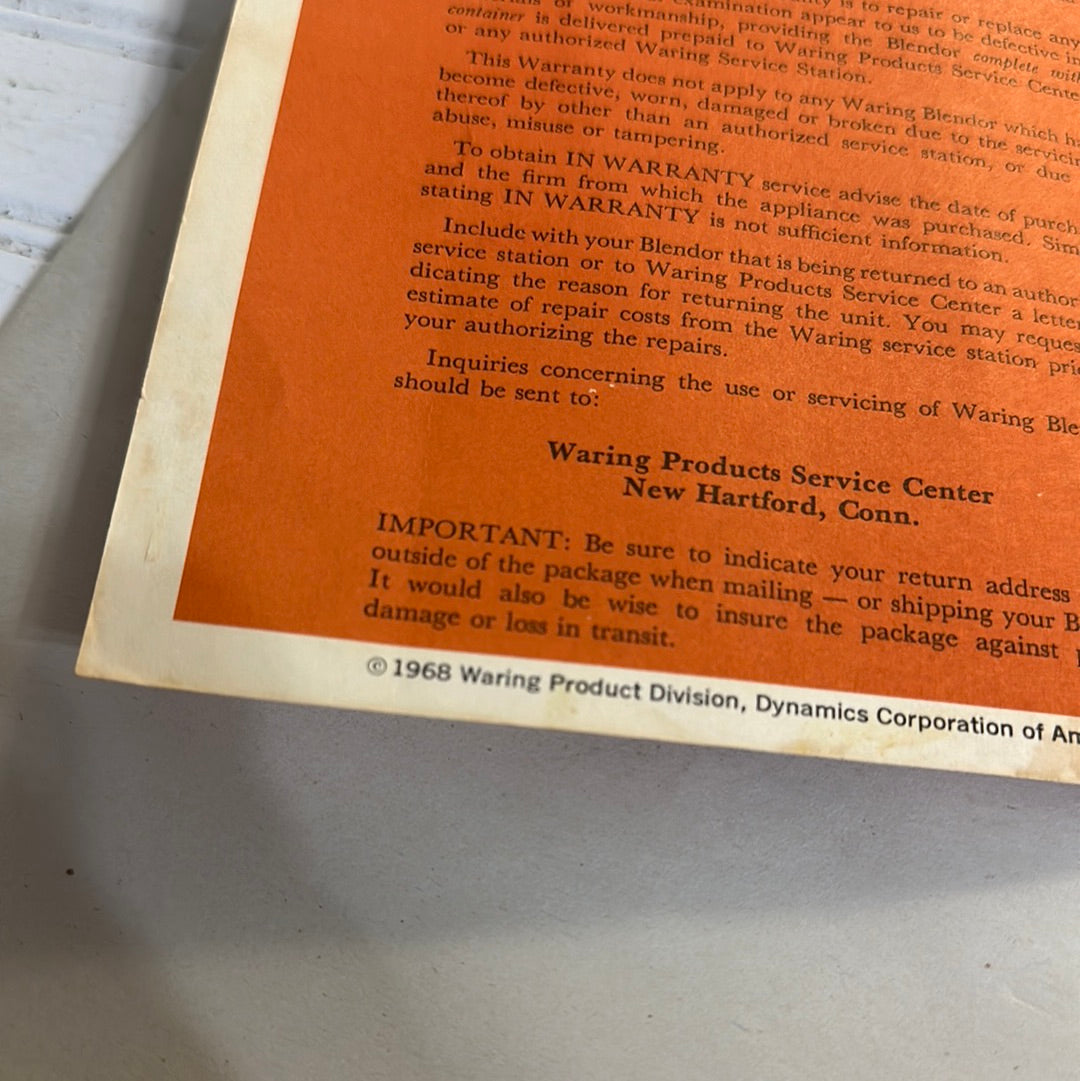 is to repair or replace any
of workmanship, examination appear to us to be defective in
container is delivered prepaid to Waring Products Service Cente
or any authorized Waring Service Station.
This Warranty does not apply to any Waring Blendor which h
become defective, worn, damaged or broken due to the servicin
thereof by other than an authorized service station, or due
abuse, misuse or tampering.
To obtain IN WARRANTY service advise the date of purch
and the firm from which the appliance was purchased. Sim
stating IN WARRANTY is not sufficient information.
Include with your Blendor that is being returned to an author
service station or to Waring Products Service Center a letter
dicating the reason for returning the unit. You may reques
estimate of repair costs from the Waring service station pri
your authorizing the repairs.
Inquiries concerning the use or servicing of Waring Ble
should be sent to:
Waring Products Service Center
New Hartford, Conn.
IMPORTANT: Be sure to indicate your return address
outside of the package when mailing — or shipping your B
It would also be wise to insure the package against
damage or loss in transit.
© 1968 Waring Product Division, Dynamics Corporation of Am